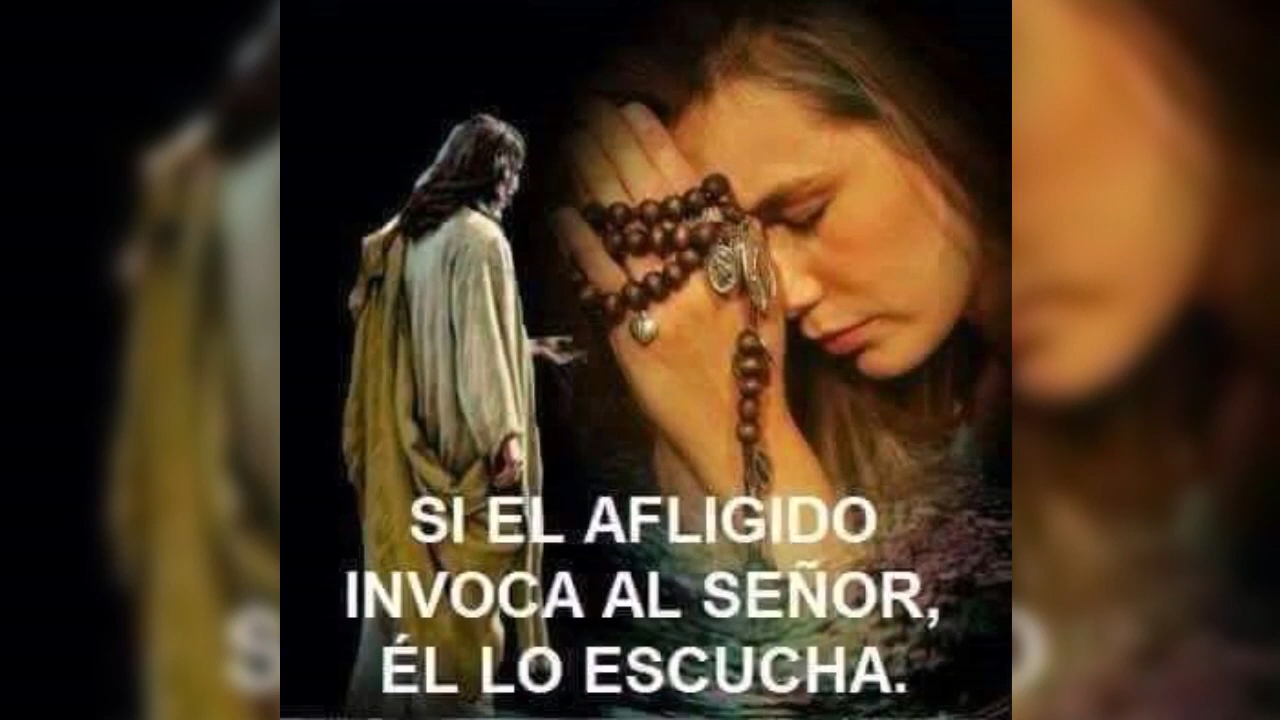 SI EL AFLIGIDO
INVOCA AL SEÑOR,
ÉL LO ESCUCHA.